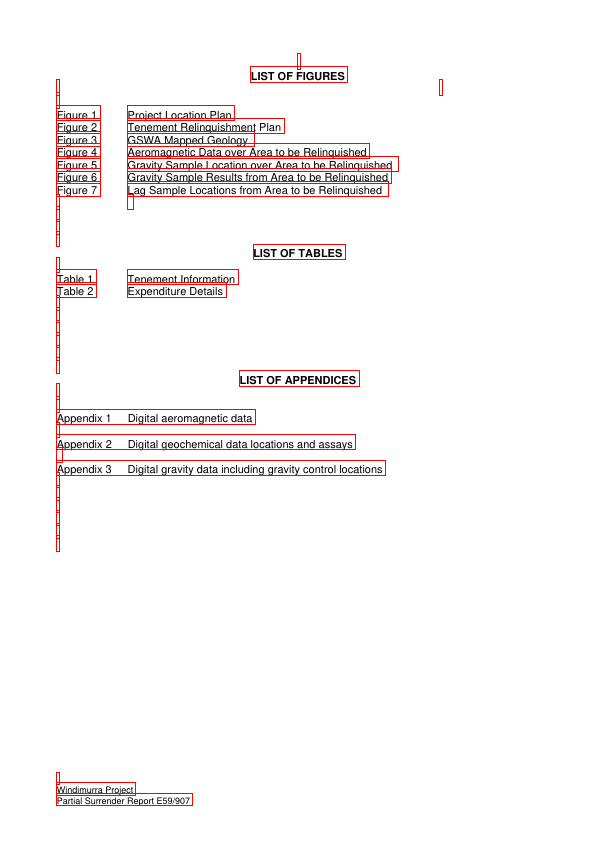 LIST OF FIGURES
Figure 1 Project Location Plan
Figure 2 Tenement Relinquishment Plan
Figure 3 GSWA Mapped Geology
Figure 4 Aeromagnetic Data over Area to be Relinquished
Figure 5 Gravity Sample Location over Area to be Relinquished
Figure 6 Gravity Sample Results from Area to be Relinquished
Figure 7 Lag Sample Locations from Area to be Relinquished
LIST OF TABLES
Table 1 Tenement Information
Table 2 Expenditure Details
LIST OF APPENDICES
Appendix 1 Digital aeromagnetic data
Appendix 2 Digital geochemical data locations and assays
Appendix 3 Digital gravity data including gravity control locations
Windimurra Project
Partial Surrender Report E59/907